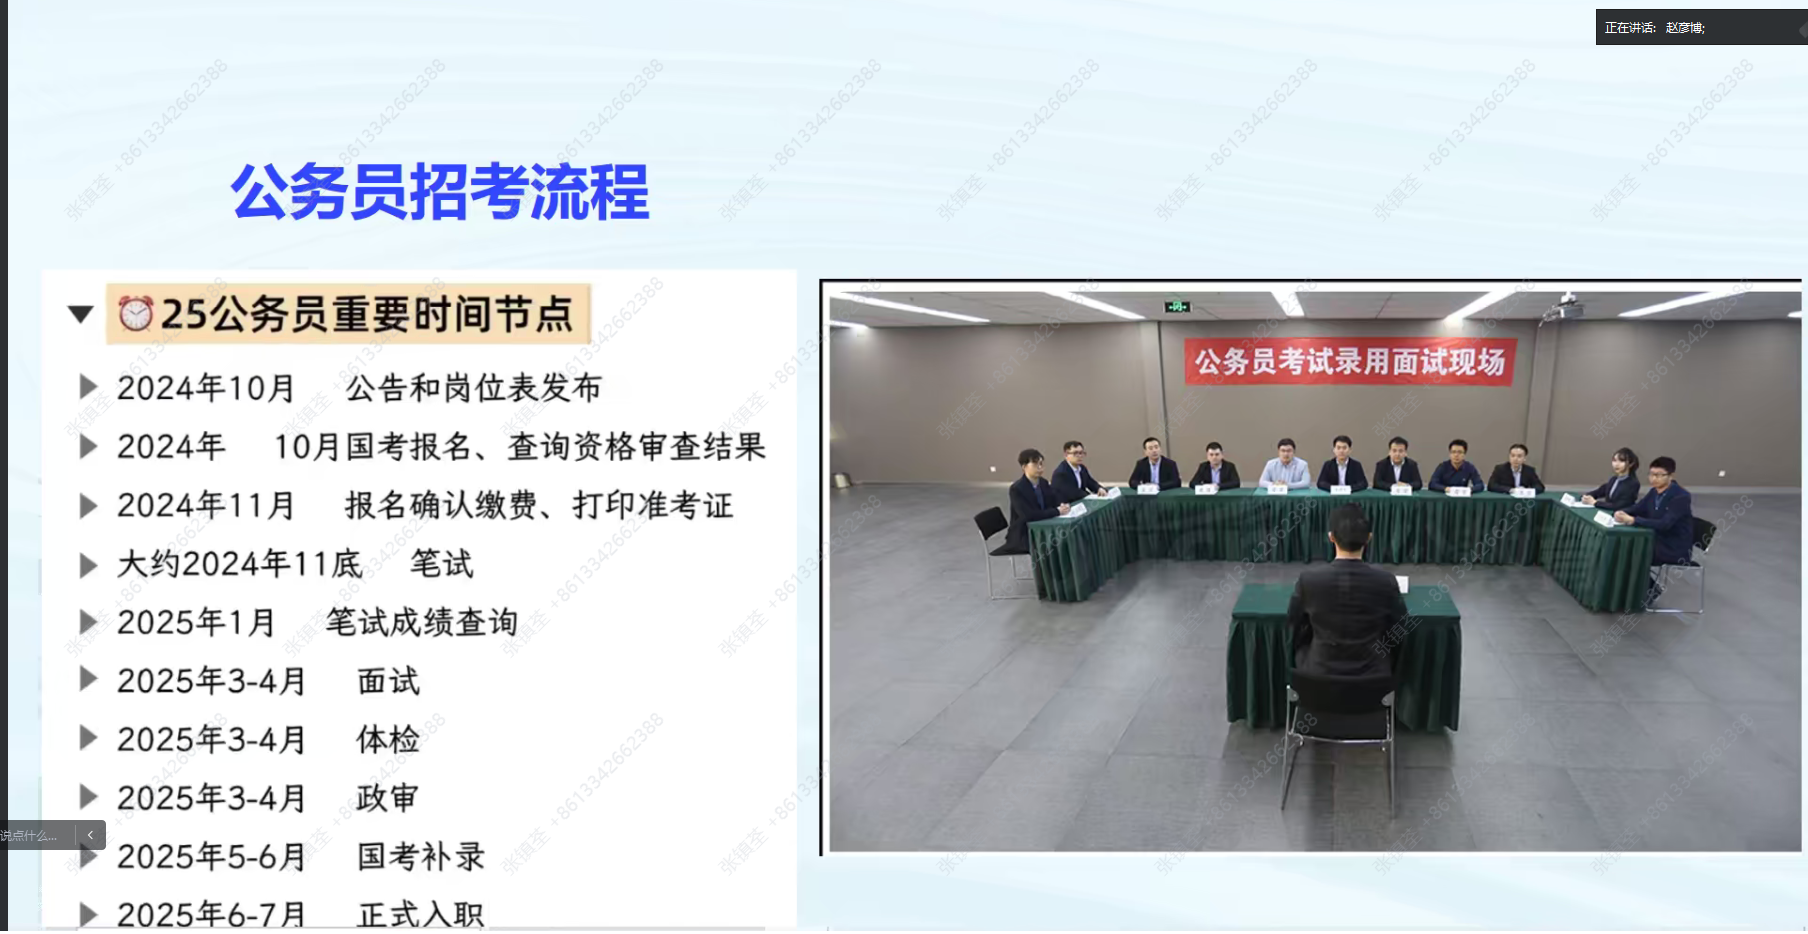 正在讲话: 赵彦博;
公务员招考流程
25公务员重要时间节点
2024年10月 公告和岗位表发布
2024年 10月国考报名、查询资格审查结果
2024年11月 报名确认缴费、打印准考证
大约2024年11底 笔试
2025年1月 笔试成绩查询
2025年3-4月 面试
2025年3-4月 体检
2025年3-4月 政审
2025年5-6月 国考补录
2025年6-7月 正式入职
公务员考试录用面试现场
说点什么...
张镇荃 +8613342662388